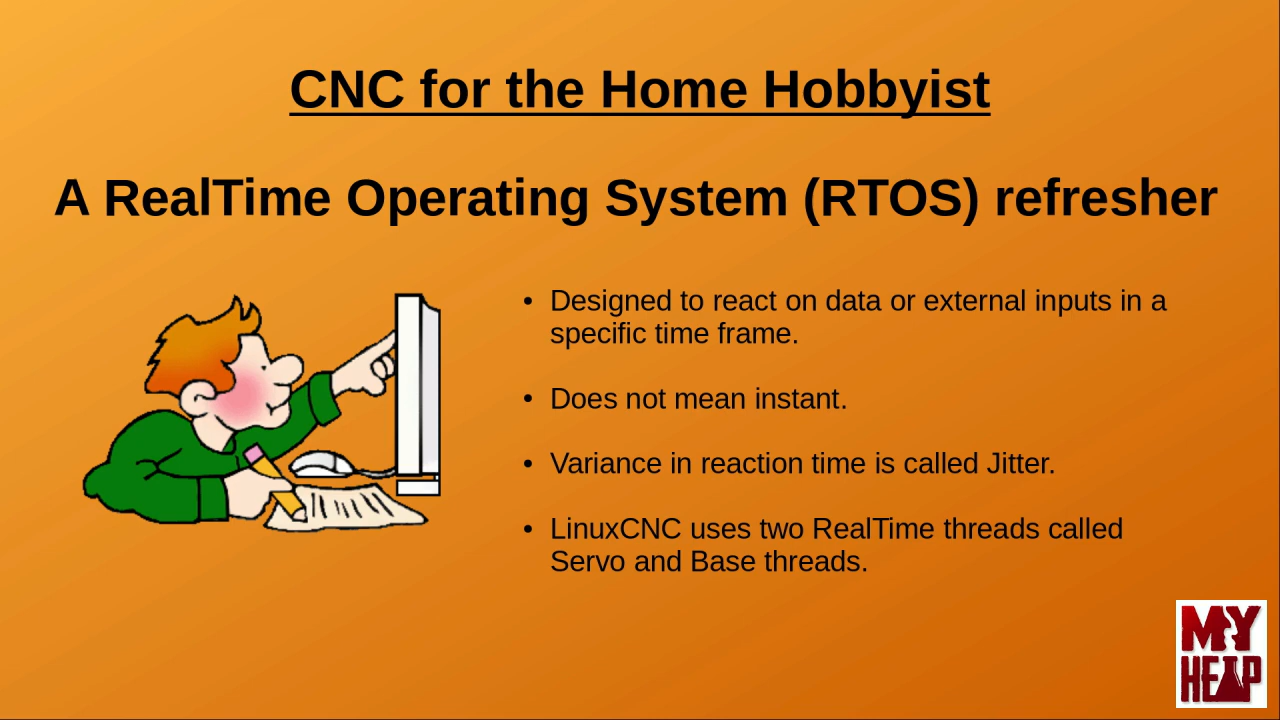 CNC for the Home Hobbyist
A RealTime Operating System (RTOS) refresher
• Designed to react on data or external inputs in a
specific time frame.
• Does not mean instant.
• Variance in reaction time is called Jitter.
• LinuxCNC uses two RealTime threads called
Servo and Base threads.
MY
HEAP